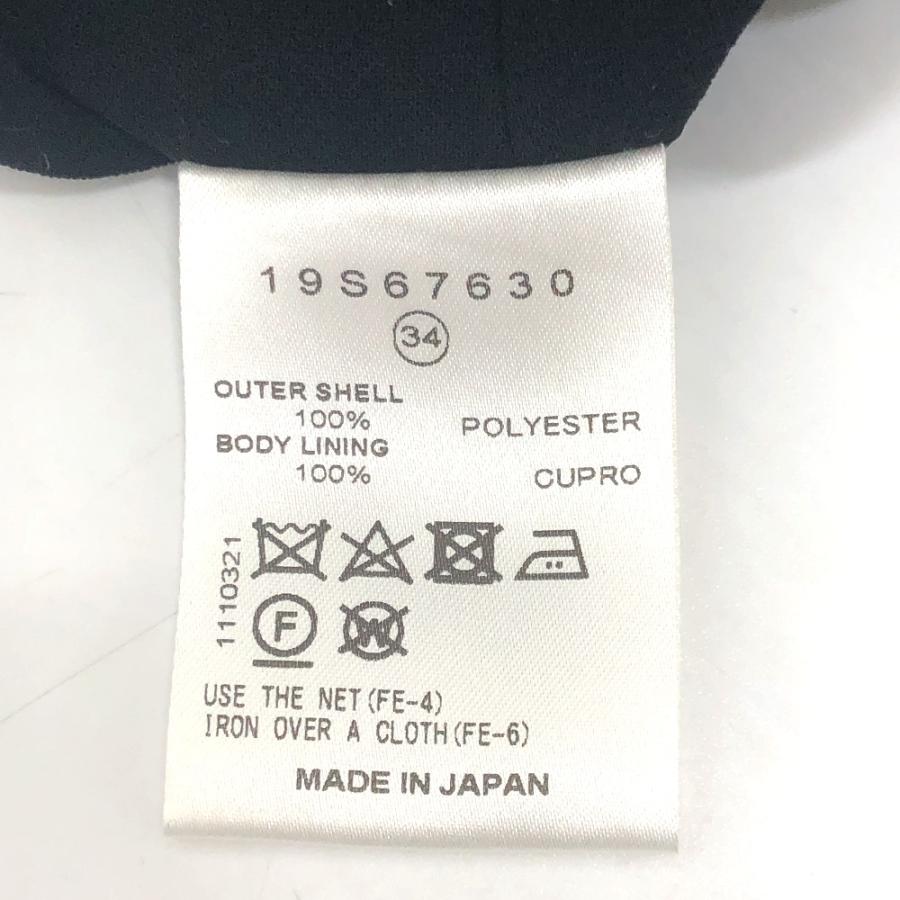 19S67630
34
OUTER SHELL
100% POLYESTER
BODY LINING
100% CUPRO
1110321
F W
USE THE NET(FE-4)
IRON OVER A CLOTH(FE-6)
MADE IN JAPAN